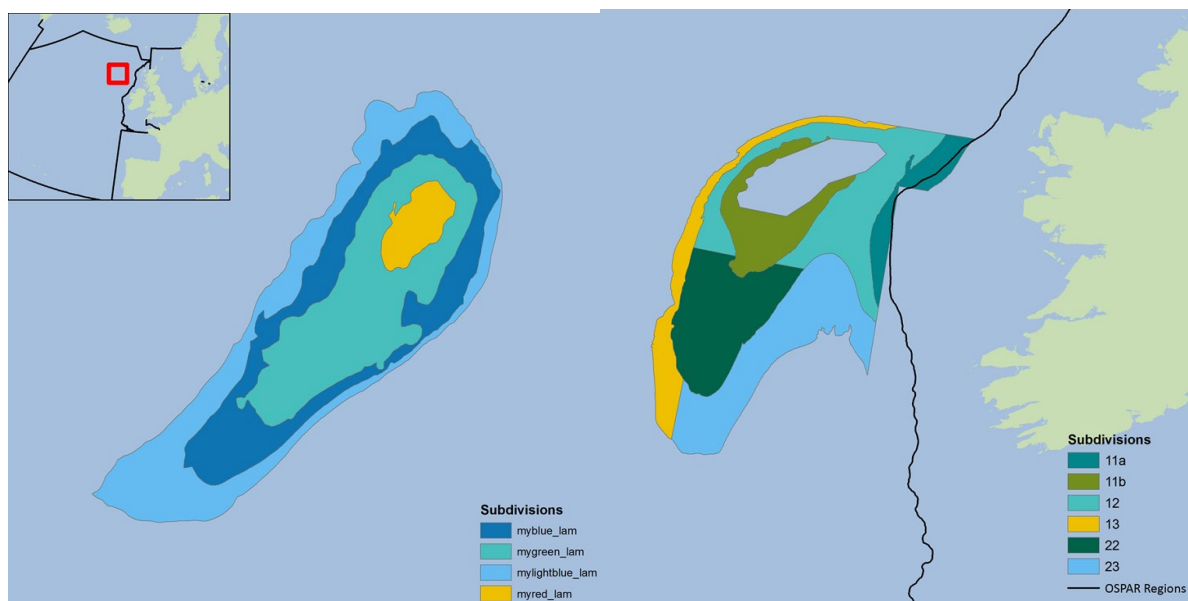 Subdivisions
myblue_lam
mygreen_lam
mylightblue_lam
myred_lam
Subdivisions
11a
11b
12
13
22
23
OSPAR Regions